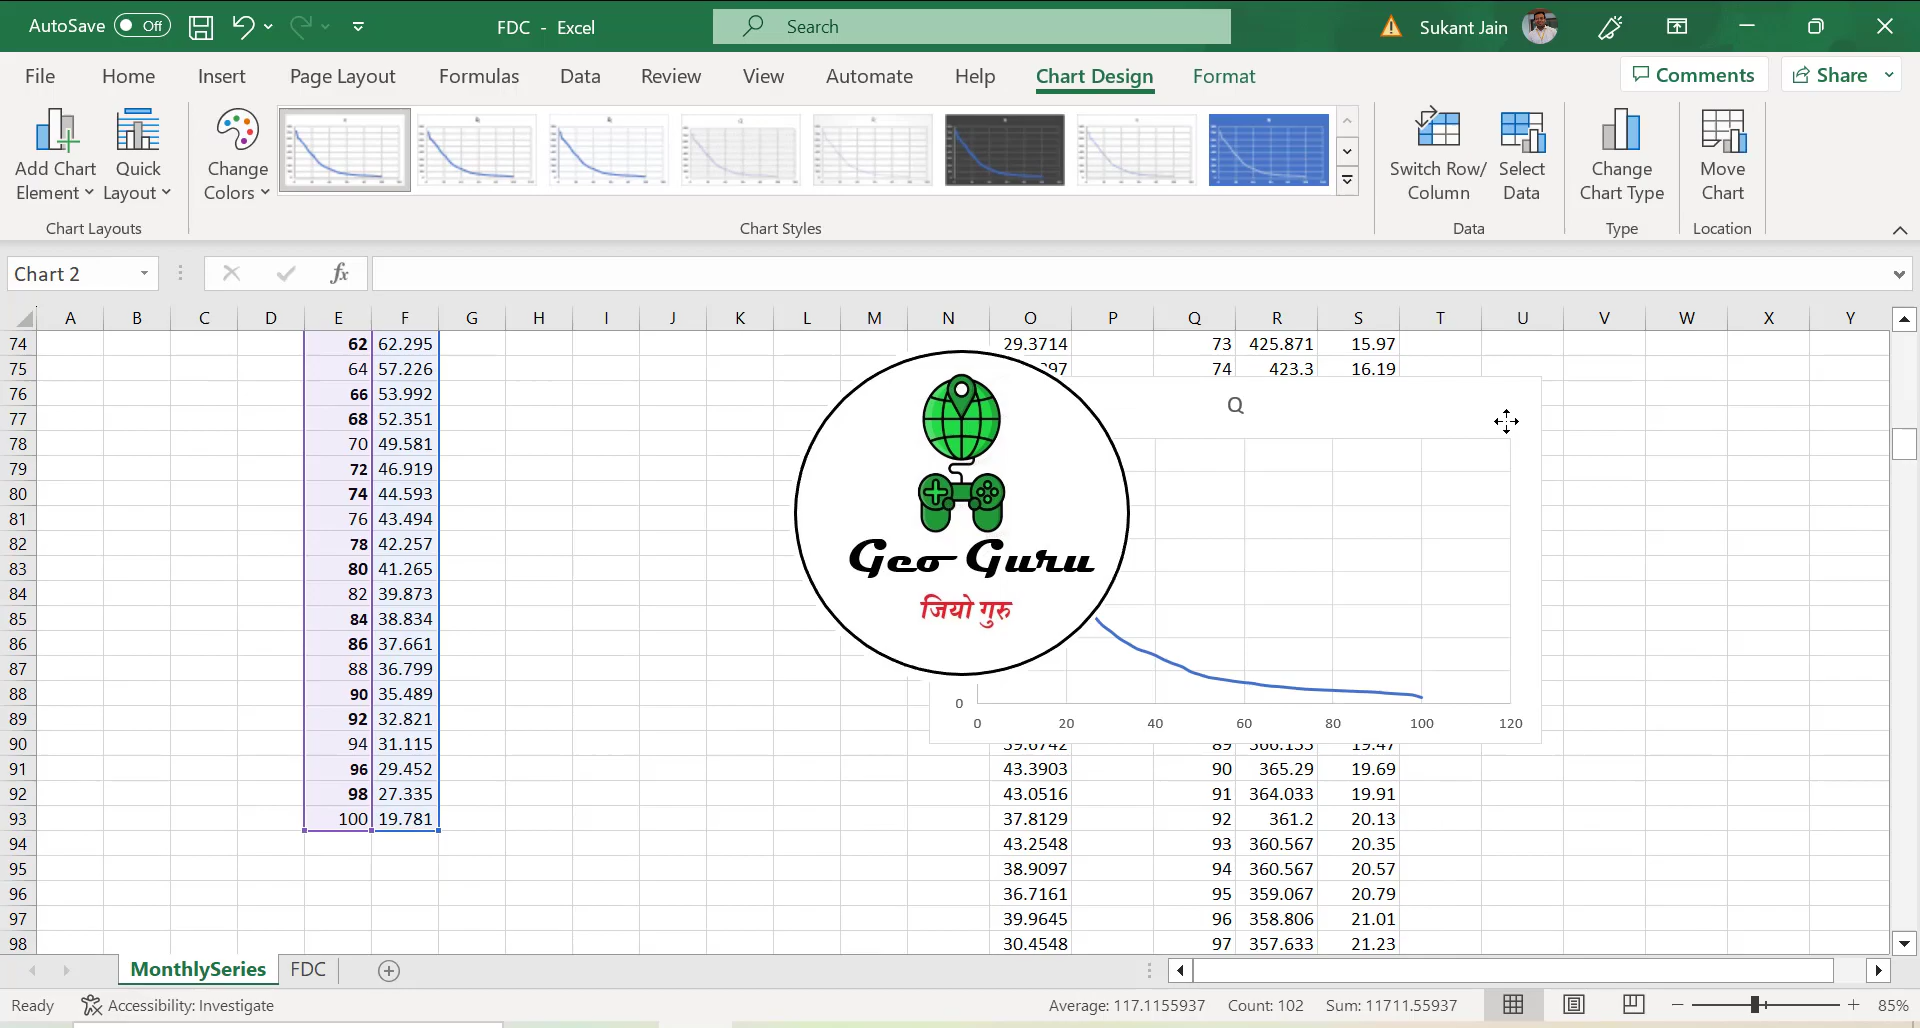 AutoSave Off
FDC - Excel
Search
Sukant Jain
File Home Insert Page Layout Formulas Data Review View Automate Help Chart Design Format
Comments Share
Add Chart Element
Quick Layout
Change Colors
Switch Row/ Column
Select Data
Change Chart Type
Move Chart
Chart Layouts
Chart Styles
Data
Type
Location
Chart 2
fx
A B C D E F G H I J K L M N O P Q R S T U V W X Y
74 62 62.295 29.3714 73 425.871 15.97
75 64 57.226 74 423.3 16.19
76 66 53.992
77 68 52.351
78 70 49.581
79 72 46.919
80 74 44.593
81 76 43.494
82 78 42.257
83 80 41.265
84 82 39.873
85 84 38.834
86 86 37.661
87 88 36.799
88 90 35.489
89 92 32.821
90 94 31.115
91 96 29.452 43.3903 90 365.29 19.69
92 98 27.335 43.0516 91 364.033 19.91
93 100 19.781 37.8129 92 361.2 20.13
94 43.2548 93 360.567 20.35
95 38.9097 94 360.567 20.57
96 36.7161 95 359.067 20.79
97 39.9645 96 358.806 21.01
98 30.4548 97 357.633 21.23
Q
0
0 20 40 60 80 100 120
Geo Guru
जियो गुरु
MonthlySeries FDC
Ready Accessibility: Investigate Average: 117.1155937 Count: 102 Sum: 11711.55937 85%